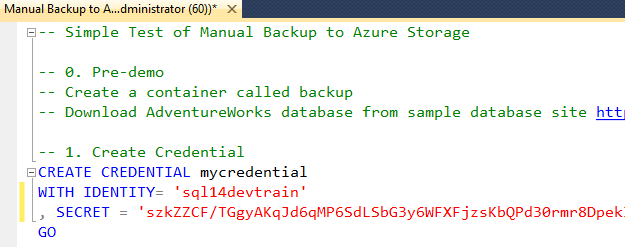 Manual Backup to A...dministrator (60))* ×
-- Simple Test of Manual Backup to Azure Storage
-- 0. Pre-demo
-- Create a container called backup
-- Download AdventureWorks database from sample database site htt
-- 1. Create Credential
CREATE CREDENTIAL mycredential
WITH IDENTITY= 'sql14devtrain'
, SECRET = 'szkZZCF/TGgyAKqJd6qMP6SdLSbG3y6WFXFjzsKbQPd30rmr8Dpek
GO